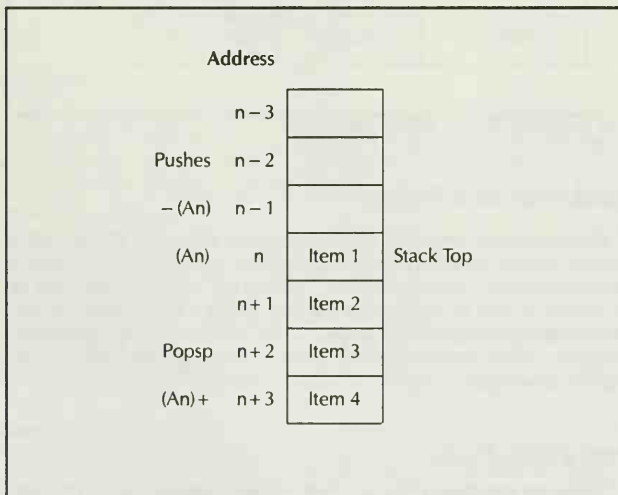 Address
n – 3
Pushes n – 2
– (An) n – 1
(An) n Item 1 Stack Top
n + 1 Item 2
Popsp n + 2 Item 3
(An) + n + 3 Item 4